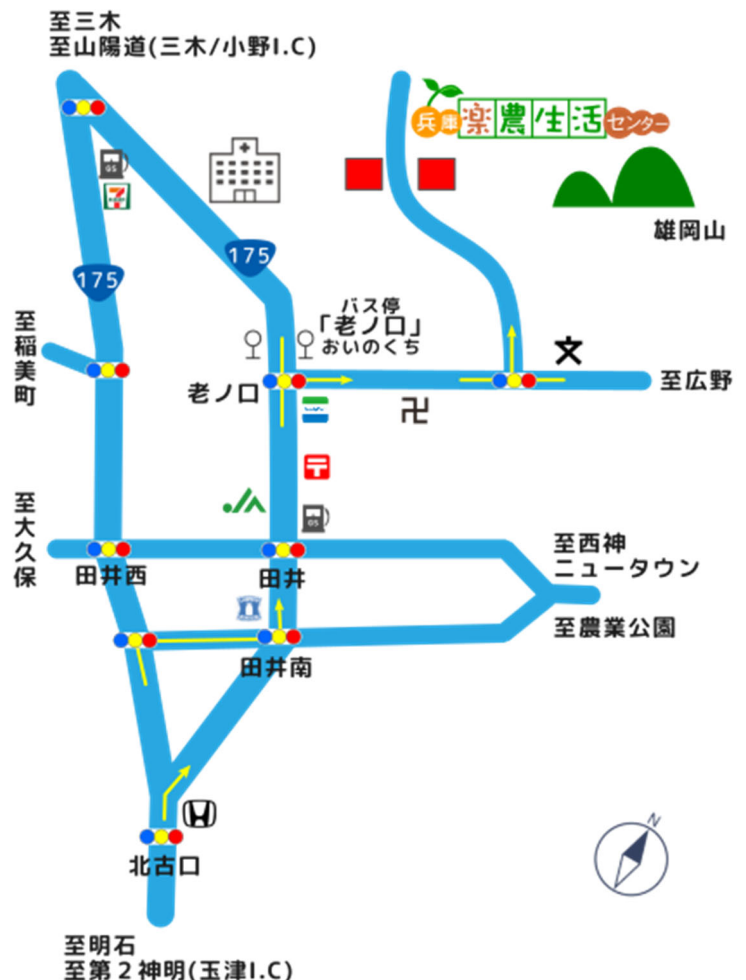 至三木
至山陽道(三木/小野I.C)
兵庫楽農生活センター
GS
雄岡山
175
175
バス停
「老ノ口」
おいのくち
至稲美町
老ノ口
至広野
卍
至大久保
GS
田井西
田井
至西神
ニュータウン
至農業公園
田井南
北古口
N
至明石
至第2神明(玉津I.C)